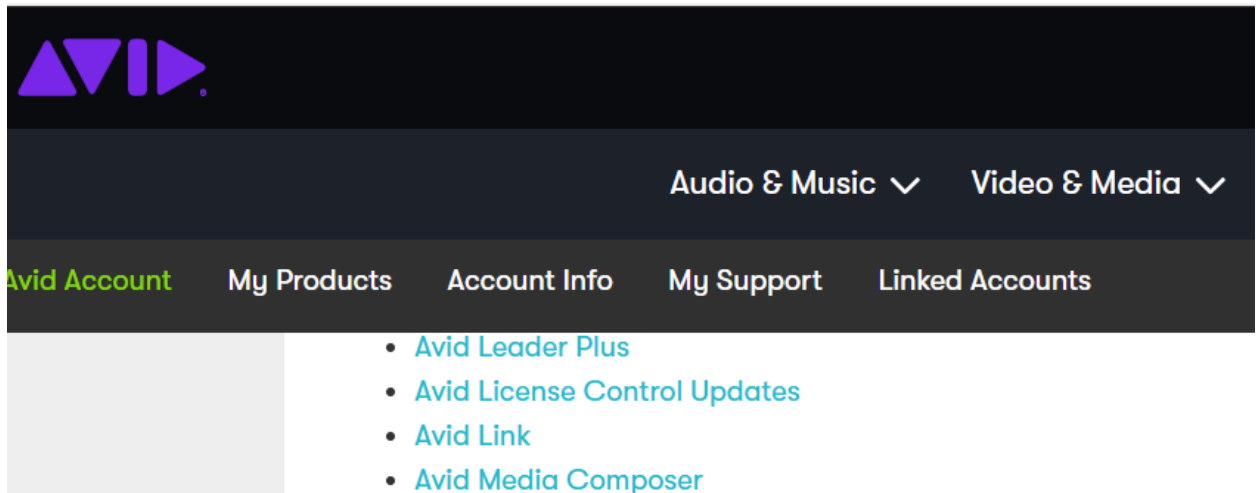 AVID
Audio & Music Video & Media
Avid Account My Products Account Info My Support Linked Accounts
• Avid Leader Plus
• Avid License Control Updates
• Avid Link
• Avid Media Composer